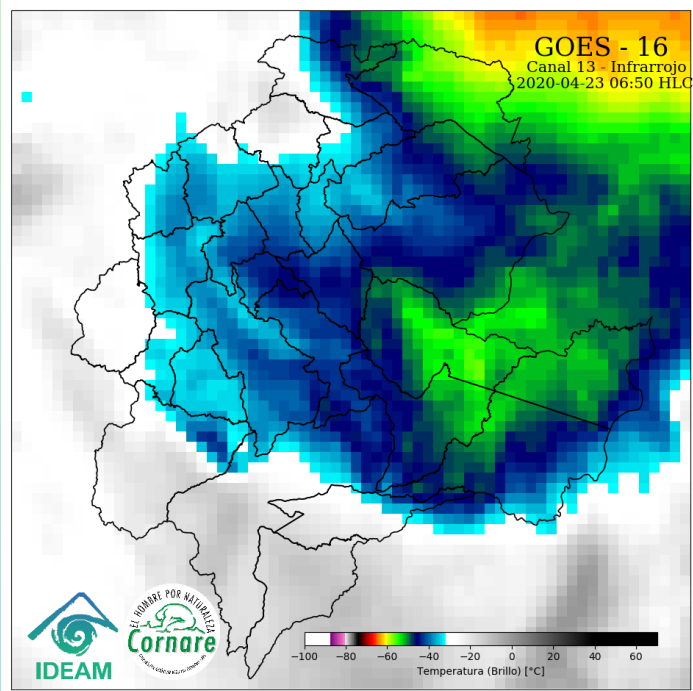 GOES - 16
Canal 13 - Infrarrojo
2020-04-23 06:50 HLC
EL HOMBRE POR NATURALEZA
Cornare
IDEAM
−100 −80 −60 −40 −20 0 20 40 60
Temperatura (Brillo) [°C]